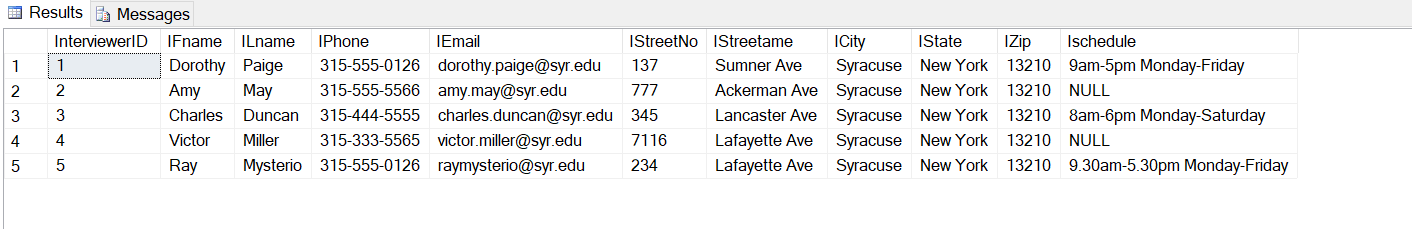 Results Messages
InterviewerID IFname ILname IPhone IEmail IStreetNo IStreetame ICity IState IZip Ischedule
1 1 Dorothy Paige 315-555-0126 dorothy.paige@syr.edu 137 Sumner Ave Syracuse New York 13210 9am-5pm Monday-Friday
2 2 Amy May 315-555-5566 amy.may@syr.edu 777 Ackerman Ave Syracuse New York 13210 NULL
3 3 Charles Duncan 315-444-5555 charles.duncan@syr.edu 345 Lancaster Ave Syracuse New York 13210 8am-6pm Monday-Saturday
4 4 Victor Miller 315-333-5565 victor.miller@syr.edu 7116 Lafayette Ave Syracuse New York 13210 NULL
5 5 Ray Mysterio 315-555-0126 raymysterio@syr.edu 234 Lafayette Ave Syracuse New York 13210 9.30am-5.30pm Monday-Friday